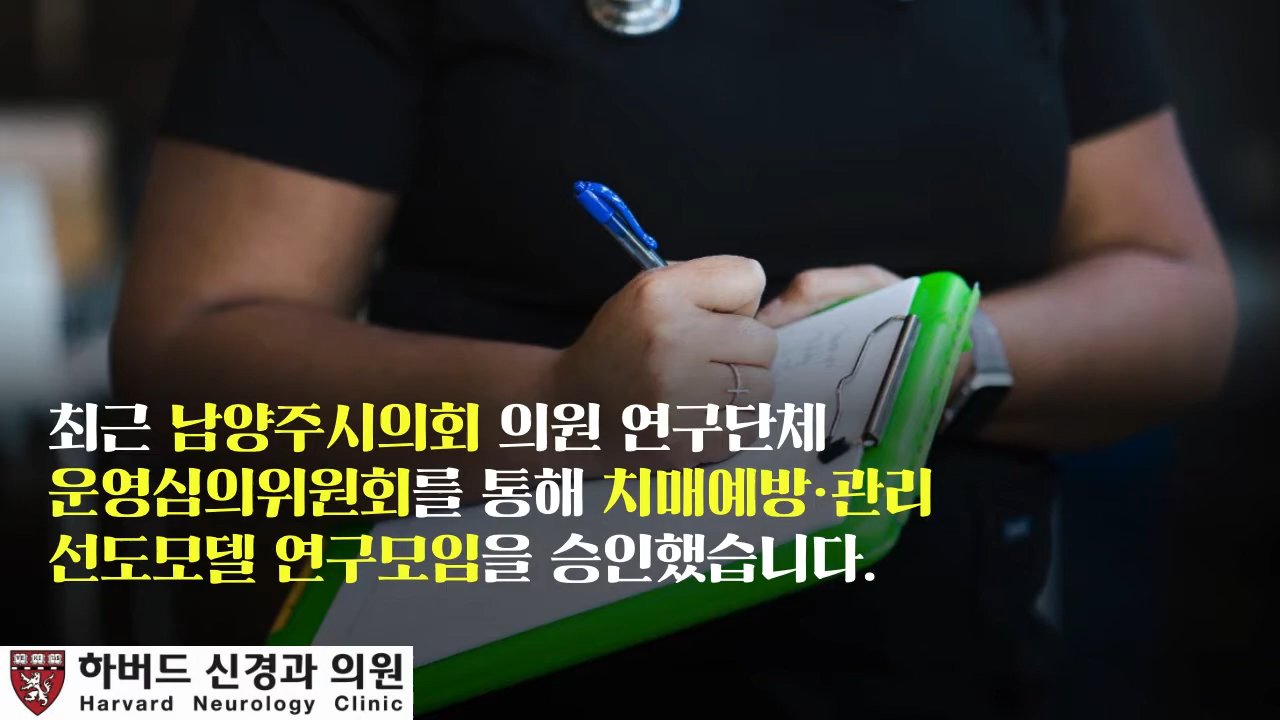 최근 남양주시의회 의원 연구단체
운영심의위원회를 통해 치매예방·관리
선도모델 연구모임을 승인했습니다.
하버드 신경과 의원
Harvard Neurology Clinic